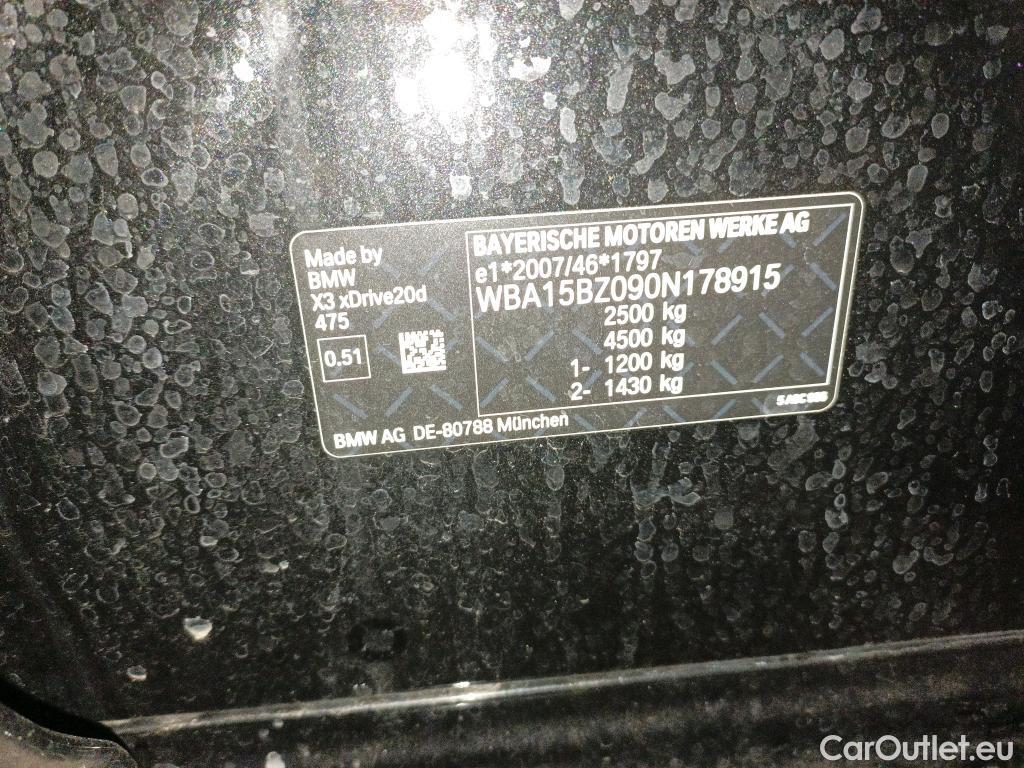 Made by
BMW
X3 xDrive20d
475
0.51
BAYERISCHE MOTOREN WERKE AG
e1*2007/46*1797
WBA15BZ090N178915
2500 kg
4500 kg
1- 1200 kg
2- 1430 kg
BMW AG DE-80788 München
CarOutlet.eu